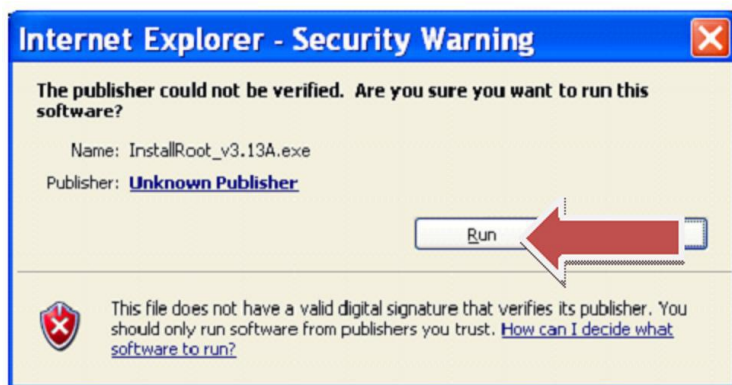 Internet Explorer - Security Warning
The publisher could not be verified. Are you sure you want to run this
software?
Name: InstallRoot_v3.13A.exe
Publisher: Unknown Publisher
Run
This file does not have a valid digital signature that verifies its publisher. You
should only run software from publishers you trust. How can I decide what
software to run?